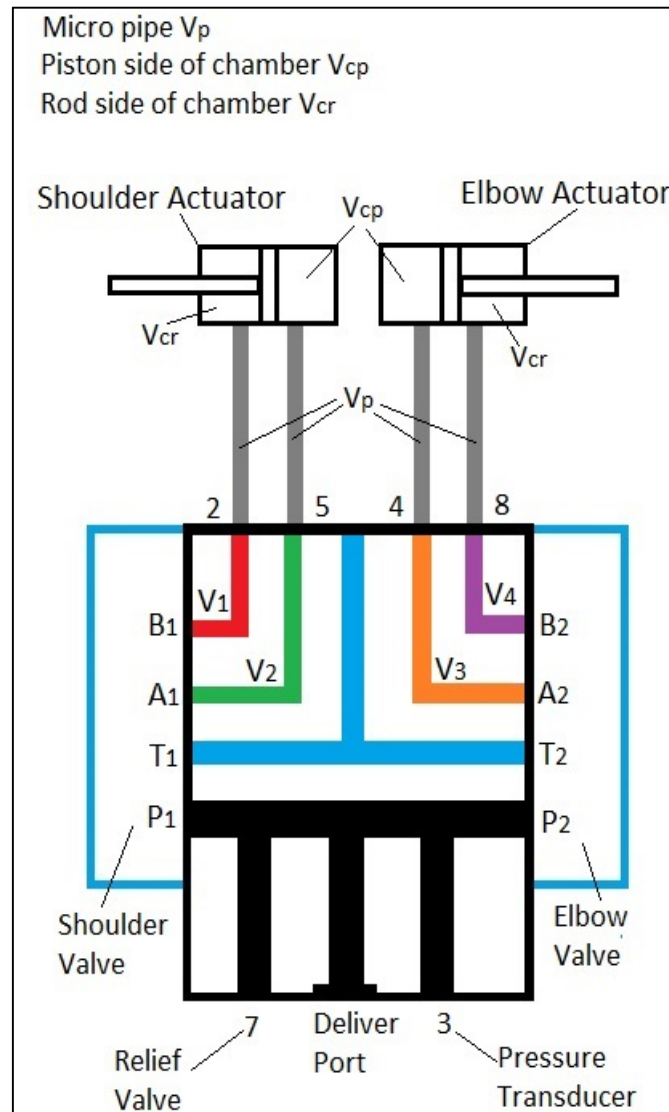 Micro pipe Vp
Piston side of chamber Vcp
Rod side of chamber Vcr
Shoulder Actuator
Elbow Actuator
Vcp
Vcr
Vcr
Vp
2
5
4
8
V1
V4
B1
B2
V2
V3
A1
A2
T1
T2
P1
P2
Shoulder
Valve
Elbow
Valve
7
Deliver
Port
3
Relief
Valve
Pressure
Transducer